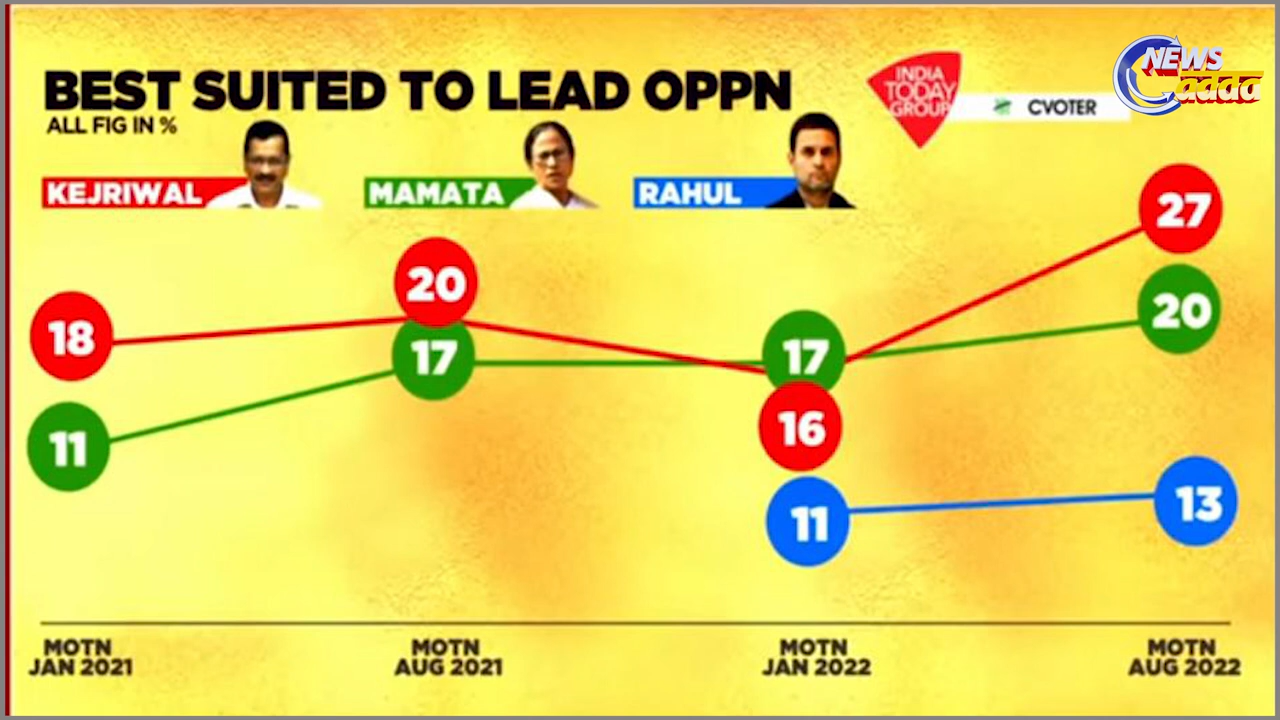 BEST SUITED TO LEAD OPPN
ALL FIG IN %
INDIA
TODAY
GROUP
CVOTER
NEWS
aaaa
KEJRIWAL
MAMATA
RAHUL
18
20
16
27
11
17
17
20
11
13
MOTN
JAN 2021
MOTN
AUG 2021
MOTN
JAN 2022
MOTN
AUG 2022